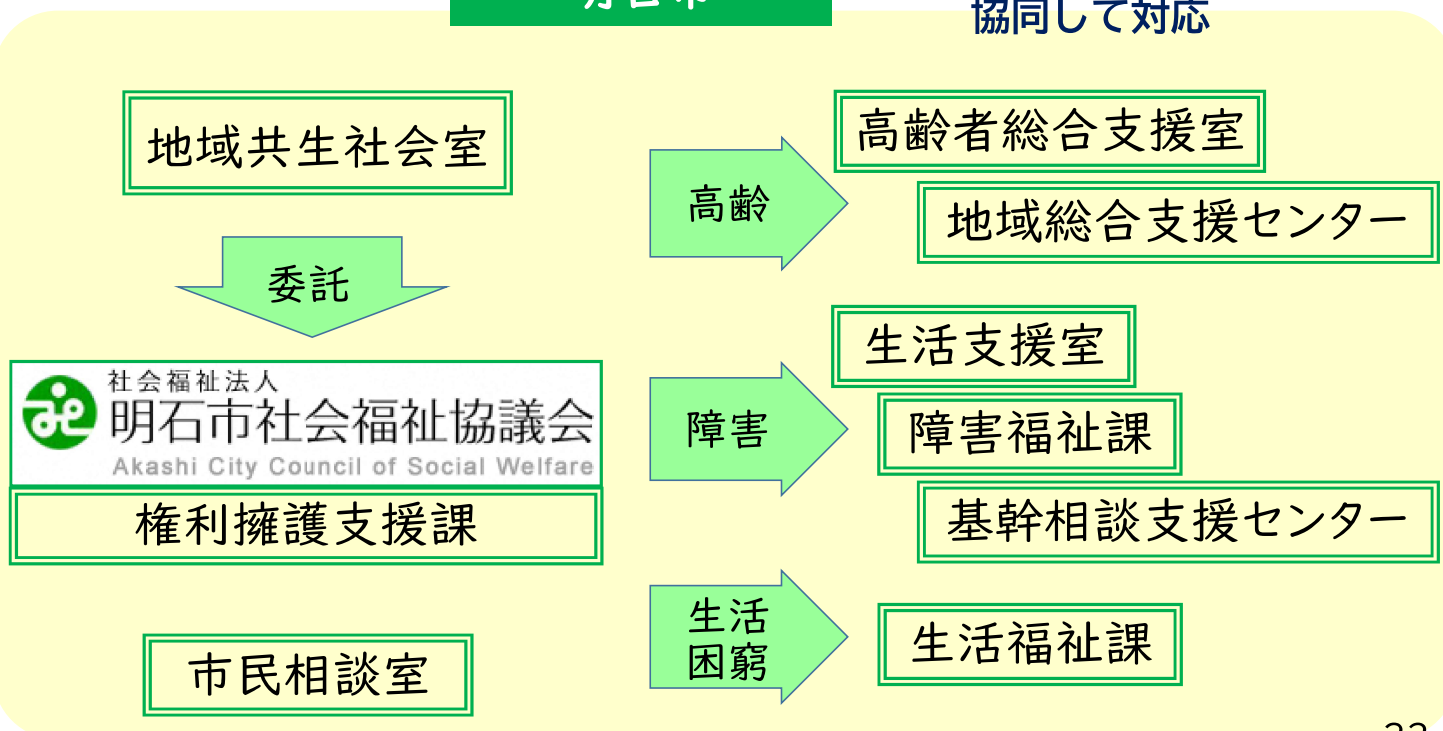 協同して対応
地域共生社会室
委託
社会福祉法人
明石市社会福祉協議会
Akashi City Council of Social Welfare
権利擁護支援課
市民相談室
高齢
高齢者総合支援室
地域総合支援センター
障害
生活支援室
障害福祉課
基幹相談支援センター
生活
困窮
生活福祉課